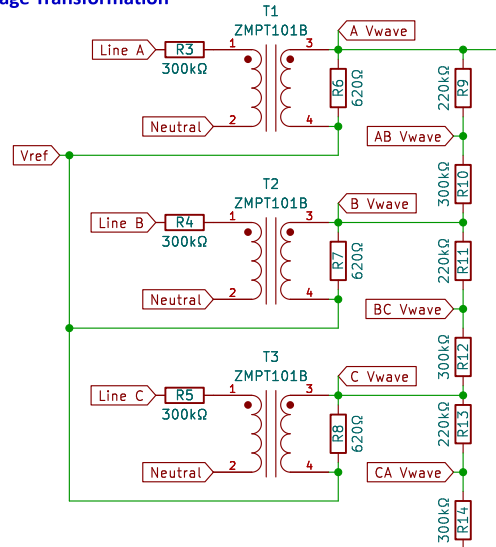 age Transformation
T1
ZMPT101B
A Vwave
Line A
R3
300kΩ
1
3
R6
620Ω
220kΩ
R9
Neutral
2
4
AB Vwave
Vref
300kΩ
R10
T2
ZMPT101B
B Vwave
Line B
R4
300kΩ
1
3
R7
620Ω
220kΩ
R11
Neutral
2
4
BC Vwave
300kΩ
R12
T3
ZMPT101B
C Vwave
Line C
R5
300kΩ
1
3
R8
620Ω
220kΩ
R13
Neutral
2
4
CA Vwave
300kΩ
R14